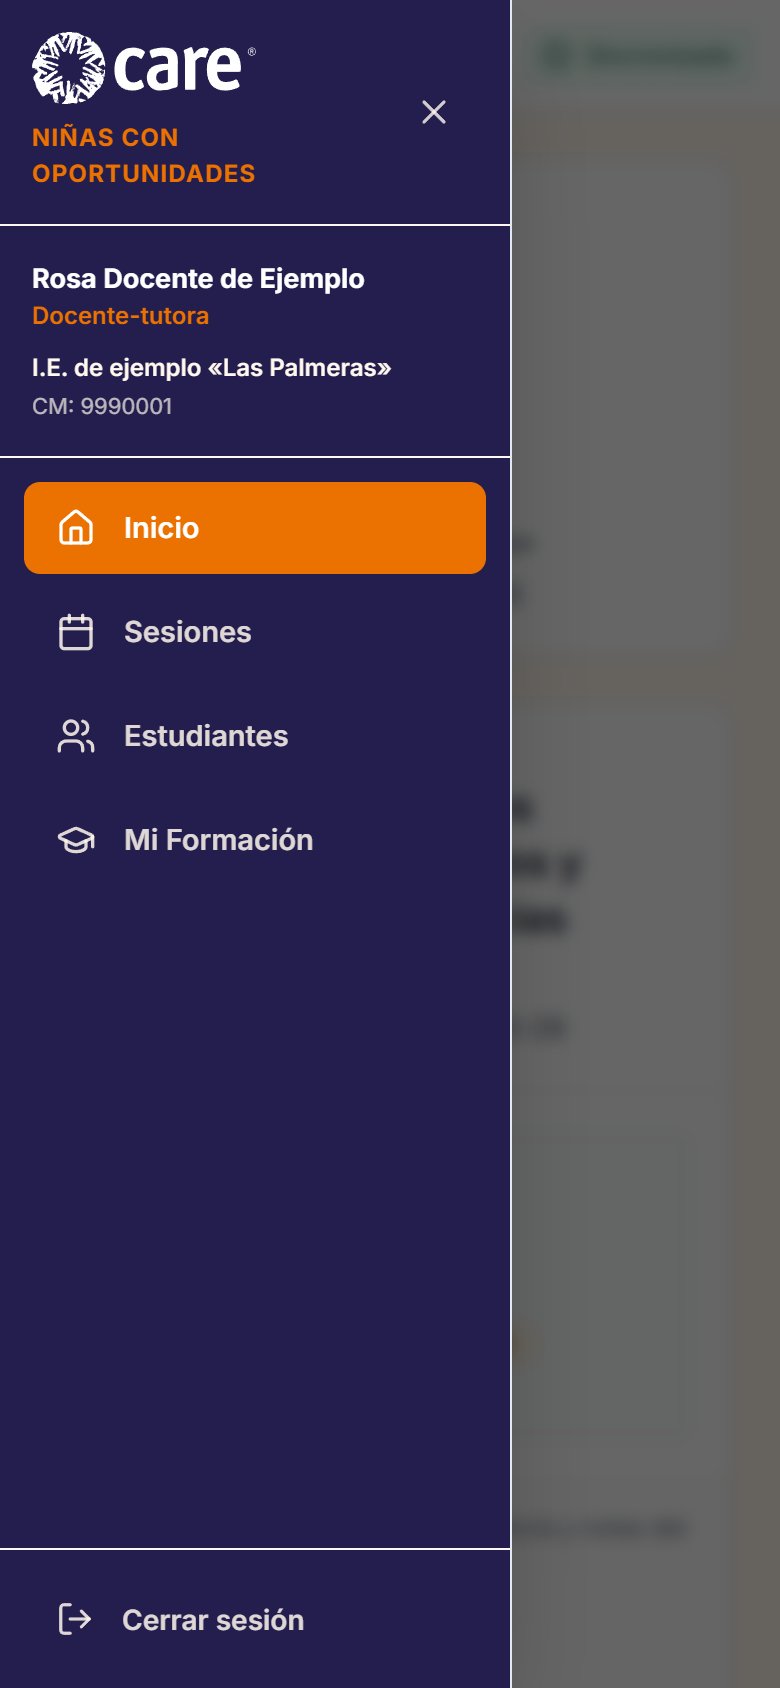 care®
NIÑAS CON
OPORTUNIDADES
Rosa Docente de Ejemplo
Docente-tutora
I.E. de ejemplo «Las Palmeras»
CM: 9990001
Inicio
Sesiones
Estudiantes
Mi Formación
Cerrar sesión